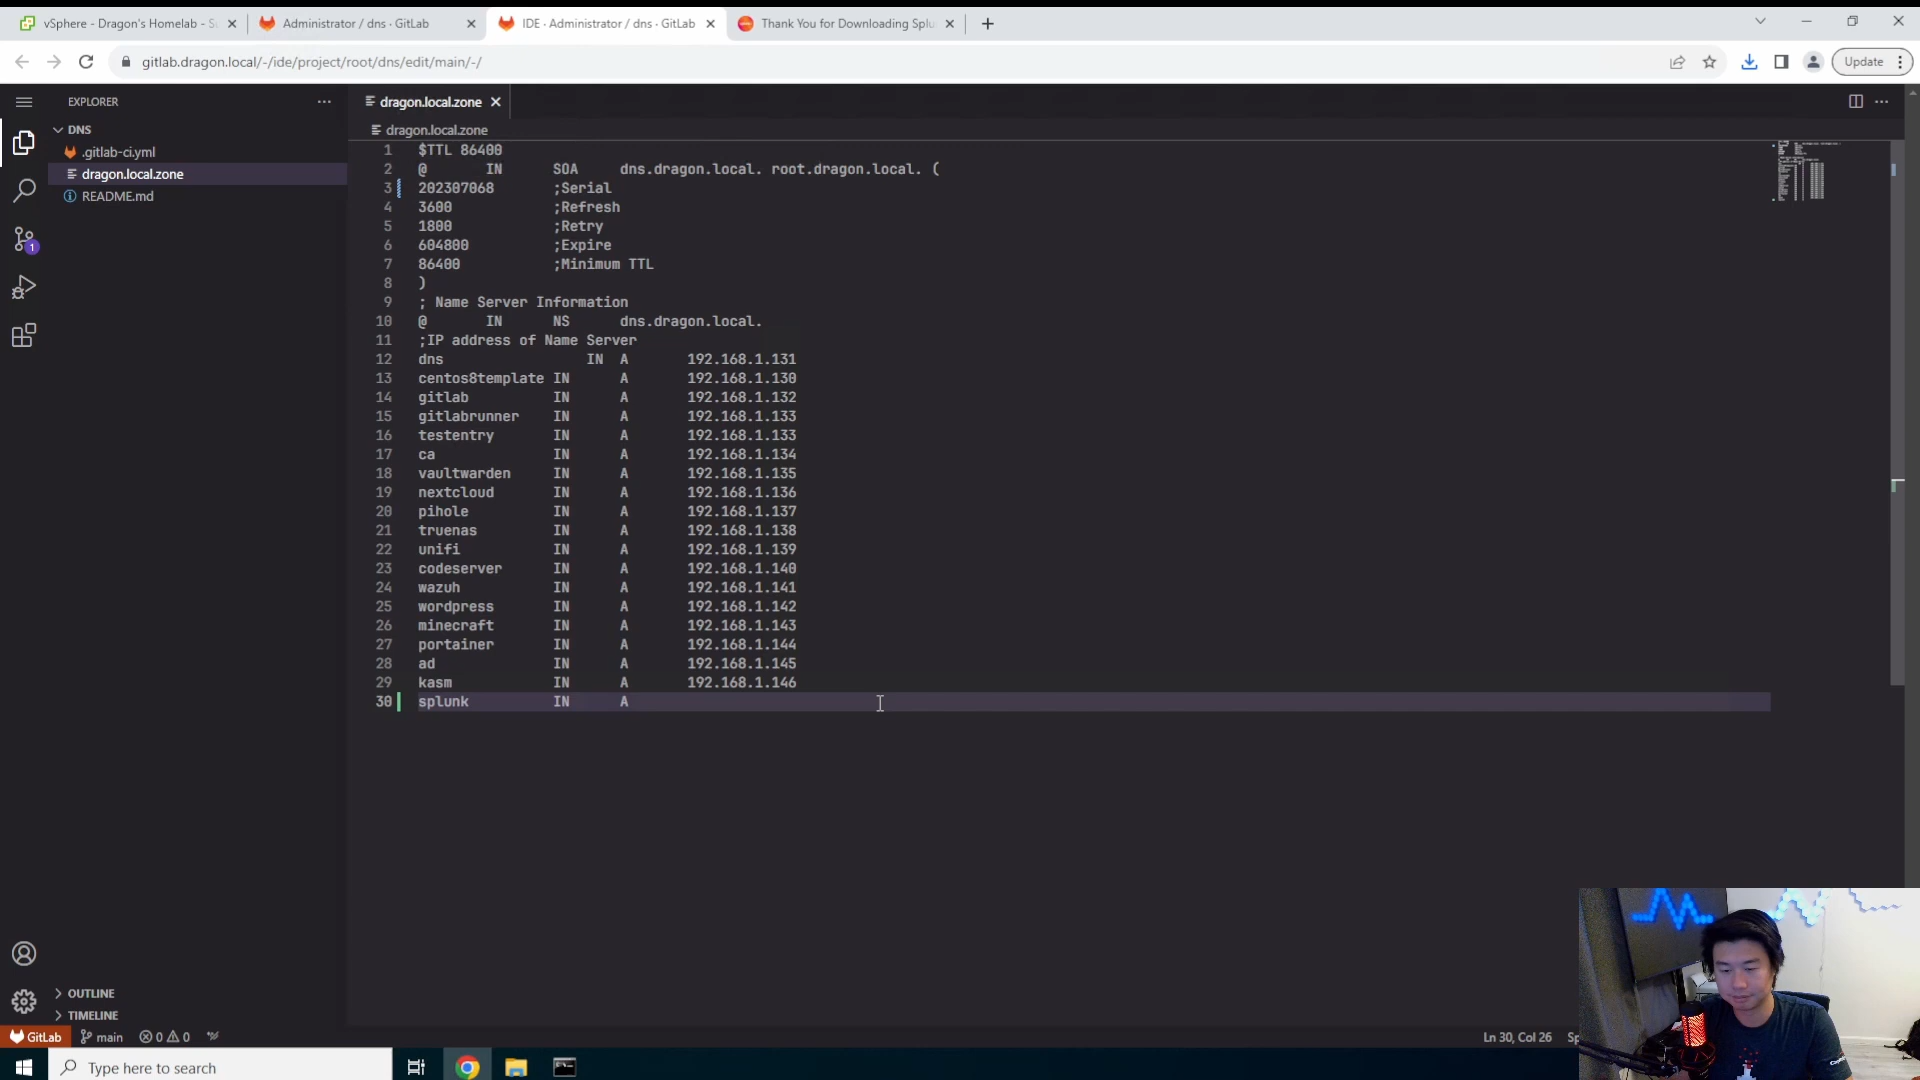 vSphere - Dragon's Homelab - S
Administrator / dns · GitLab
IDE · Administrator / dns · GitLab
Thank You for Downloading Splu
gitlab.dragon.local/-/ide/project/root/dns/edit/main/-/
Update
EXPLORER
DNS
.gitlab-ci.yml
dragon.local.zone
README.md
dragon.local.zone
dragon.local.zone
1 $TTL 86400
2 @ IN SOA dns.dragon.local. root.dragon.local. (
3 202307068 ;Serial
4 3600 ;Refresh
5 1800 ;Retry
6 604800 ;Expire
7 86400 ;Minimum TTL
8 )
9 ; Name Server Information
10 @ IN NS dns.dragon.local.
11 ;IP address of Name Server
12 dns IN A 192.168.1.131
13 centos8template IN A 192.168.1.130
14 gitlab IN A 192.168.1.132
15 gitlabrunner IN A 192.168.1.133
16 testentry IN A 192.168.1.133
17 ca IN A 192.168.1.134
18 vaultwarden IN A 192.168.1.135
19 nextcloud IN A 192.168.1.136
20 pihole IN A 192.168.1.137
21 truenas IN A 192.168.1.138
22 unifi IN A 192.168.1.139
23 codeserver IN A 192.168.1.140
24 wazuh IN A 192.168.1.141
25 wordpress IN A 192.168.1.142
26 minecraft IN A 192.168.1.143
27 portainer IN A 192.168.1.144
28 ad IN A 192.168.1.145
29 kasm IN A 192.168.1.146
30 splunk IN A
1
OUTLINE
TIMELINE
GitLab main 0 0
Ln 30, Col 26 Sp
Type here to search